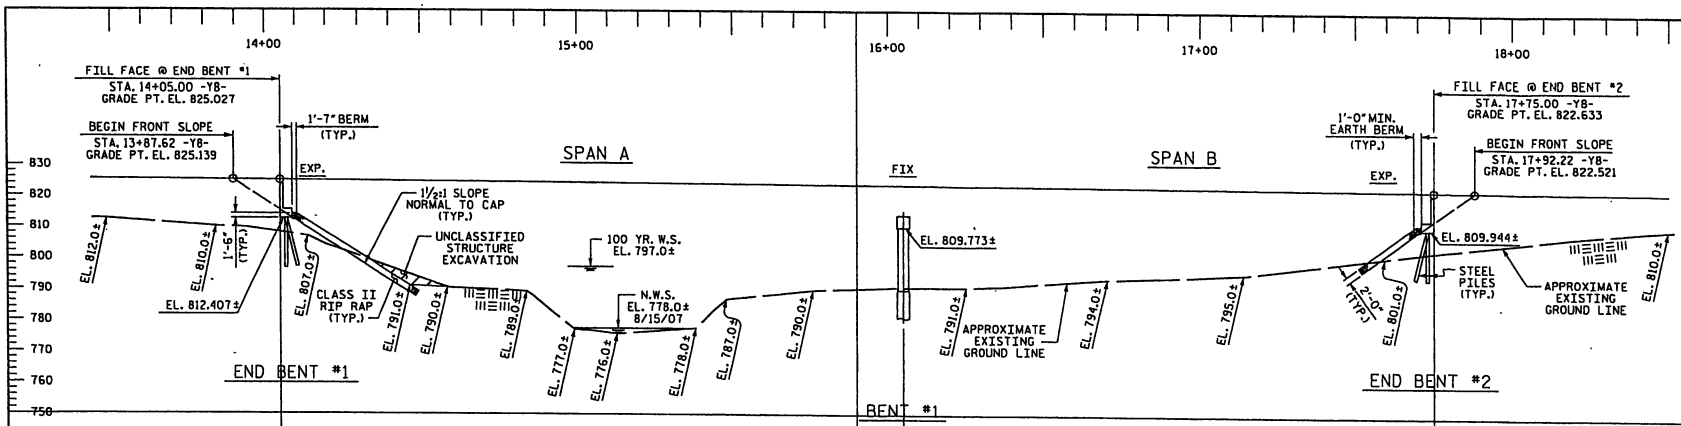 14+00
15+00
16+00
17+00
18+00
FILL FACE @ END BENT #1
STA. 14+05.00 -Y8-
GRADE PT. EL. 825.027
BEGIN FRONT SLOPE
STA. 13+87.62 -Y8-
GRADE PT. EL. 825.139
1'-7" BERM
(TYP.)
SPAN A
EXP.
1½:1 SLOPE
NORMAL TO CAP
(TYP.)
UNCLASSIFIED
STRUCTURE
EXCAVATION
100 YR. W.S.
EL. 797.0±
N.W.S.
EL. 778.0±
8/15/07
FIX
EL. 809.773±
SPAN B
FILL FACE @ END BENT #2
STA. 17+75.00 -Y8-
GRADE PT. EL. 822.633
1'-0" MIN.
EARTH BERM
(TYP.)
BEGIN FRONT SLOPE
STA. 17+92.22 -Y8-
GRADE PT. EL. 822.521
EXP.
EL. 809.944±
STEEL
PILES
(TYP.)
APPROXIMATE
EXISTING
GROUND LINE
830
820
810
800
790
780
770
760
750
EL. 812.0±
EL. 810.0±
1'-6"
(TYP.)
EL. 812.407±
EL. 807.0±
CLASS II
RIP RAP
(TYP.)
EL. 791.0±
EL. 790.0±
EL. 789.0±
EL. 777.0±
EL. 776.0±
EL. 778.0±
EL. 787.0±
EL. 790.0±
EL. 791.0±
APPROXIMATE
EXISTING
GROUND LINE
EL. 794.0±
EL. 795.0±
2'-0"
(TYP.)
EL. 801.0±
EL. 810.0±
END BENT #1
BENT #1
END BENT #2